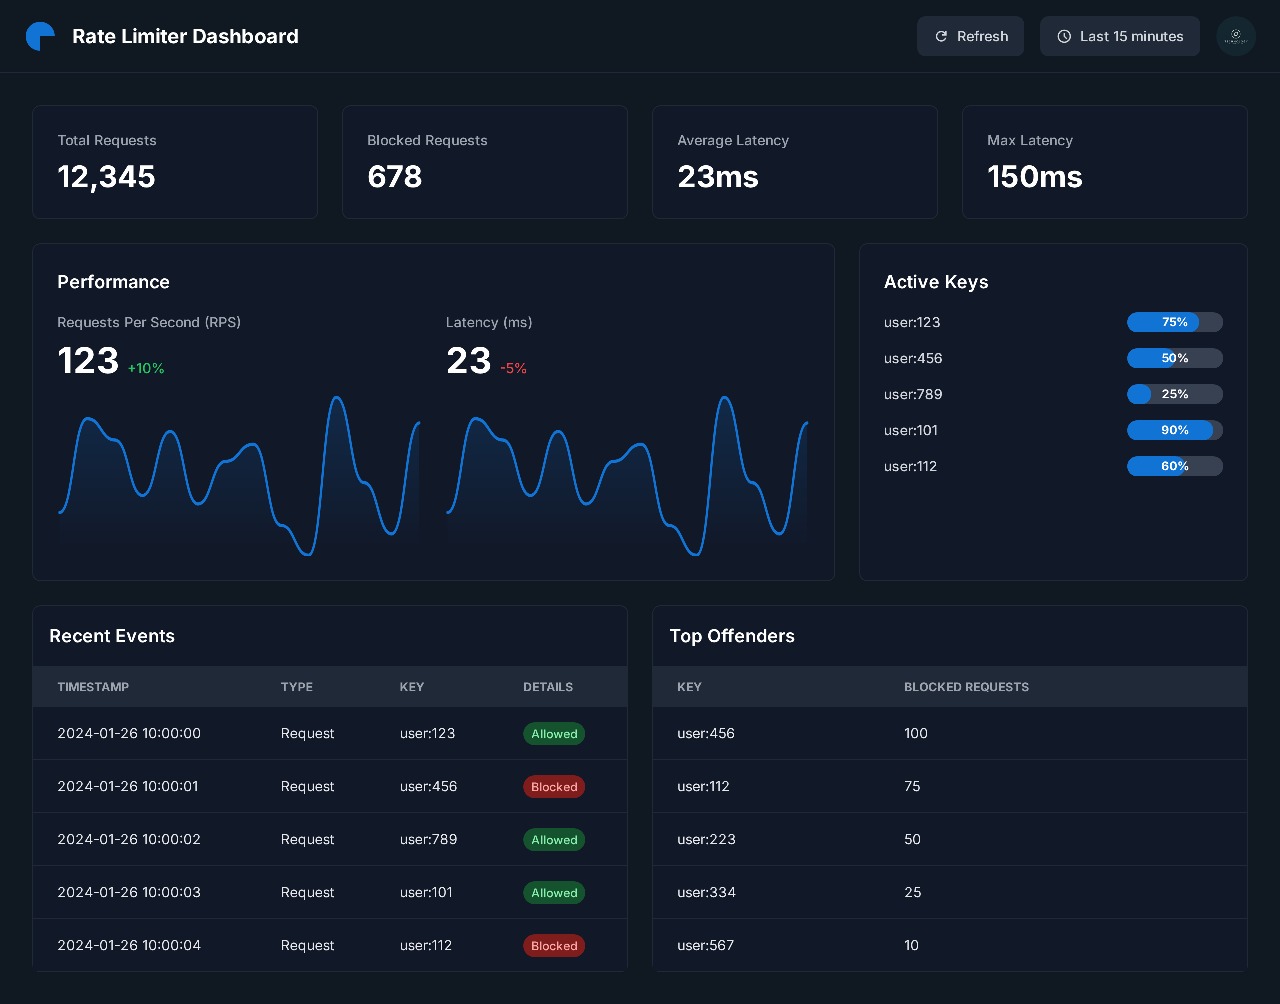 Rate Limiter Dashboard
Refresh
Last 15 minutes
Total Requests
12,345
Blocked Requests
678
Average Latency
23ms
Max Latency
150ms
Performance
Requests Per Second (RPS)
123 +10%
Latency (ms)
23 -5%
Active Keys
user:123 75%
user:456 50%
user:789 25%
user:101 90%
user:112 60%
Recent Events
TIMESTAMP TYPE KEY DETAILS
2024-01-26 10:00:00 Request user:123 Allowed
2024-01-26 10:00:01 Request user:456 Blocked
2024-01-26 10:00:02 Request user:789 Allowed
2024-01-26 10:00:03 Request user:101 Allowed
2024-01-26 10:00:04 Request user:112 Blocked
Top Offenders
KEY BLOCKED REQUESTS
user:456 100
user:112 75
user:223 50
user:334 25
user:567 10